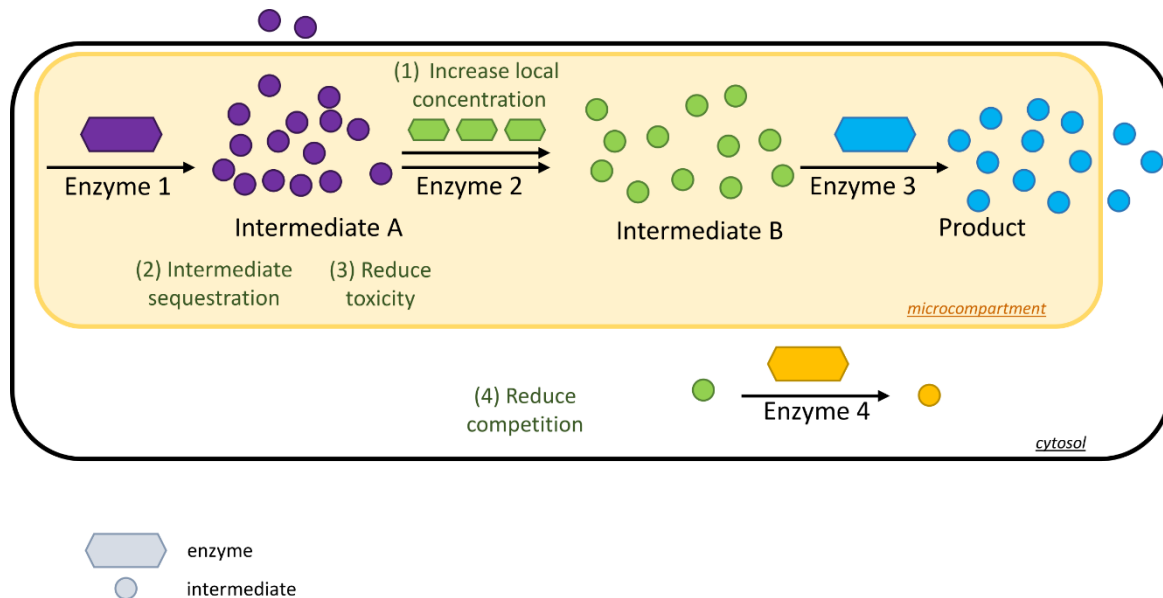 (1) Increase local
concentration
Enzyme 1
Enzyme 2
Enzyme 3
Intermediate A
Intermediate B
Product
(2) Intermediate
sequestration
(3) Reduce
toxicity
microcompartment
(4) Reduce
competition
Enzyme 4
cytosol
enzyme
intermediate